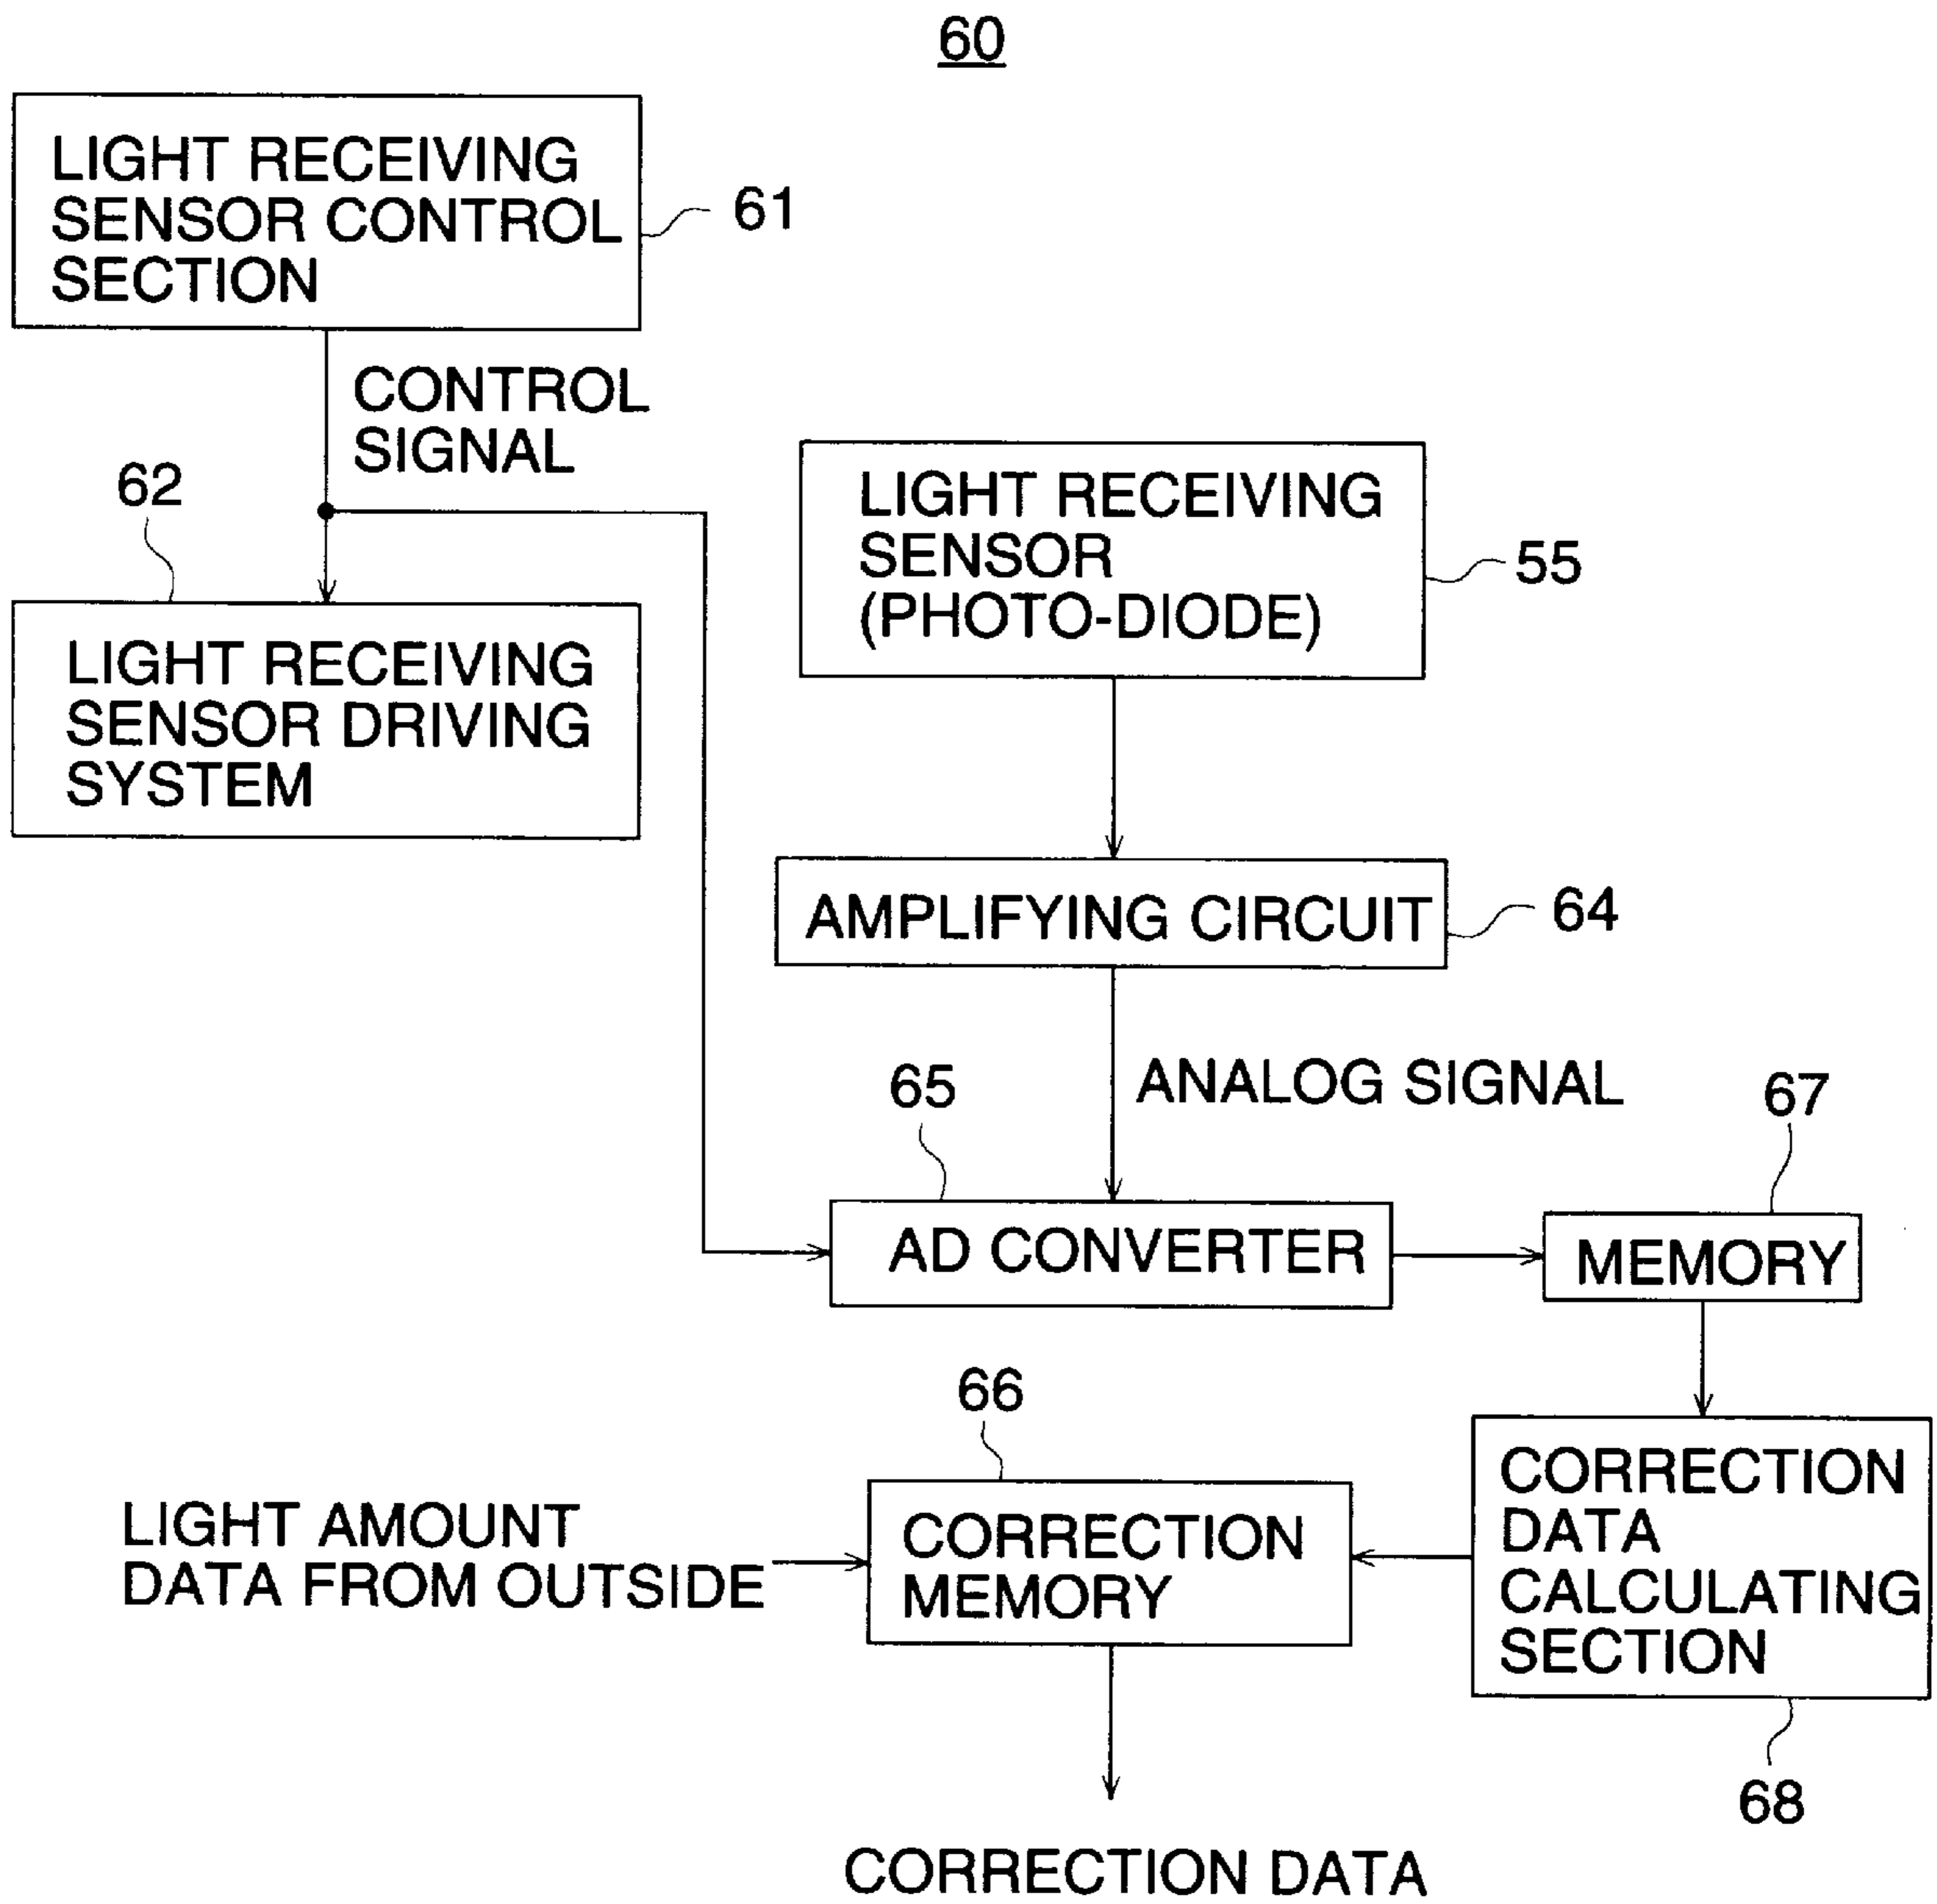 60
LIGHT RECEIVING
SENSOR CONTROL
SECTION
61
CONTROL
SIGNAL
62
LIGHT RECEIVING
SENSOR DRIVING
SYSTEM
LIGHT RECEIVING
SENSOR
(PHOTO-DIODE)
55
AMPLIFYING CIRCUIT
64
ANALOG SIGNAL
65
AD CONVERTER
67
MEMORY
66
CORRECTION
MEMORY
LIGHT AMOUNT
DATA FROM OUTSIDE
CORRECTION
DATA
CALCULATING
SECTION
68
CORRECTION DATA